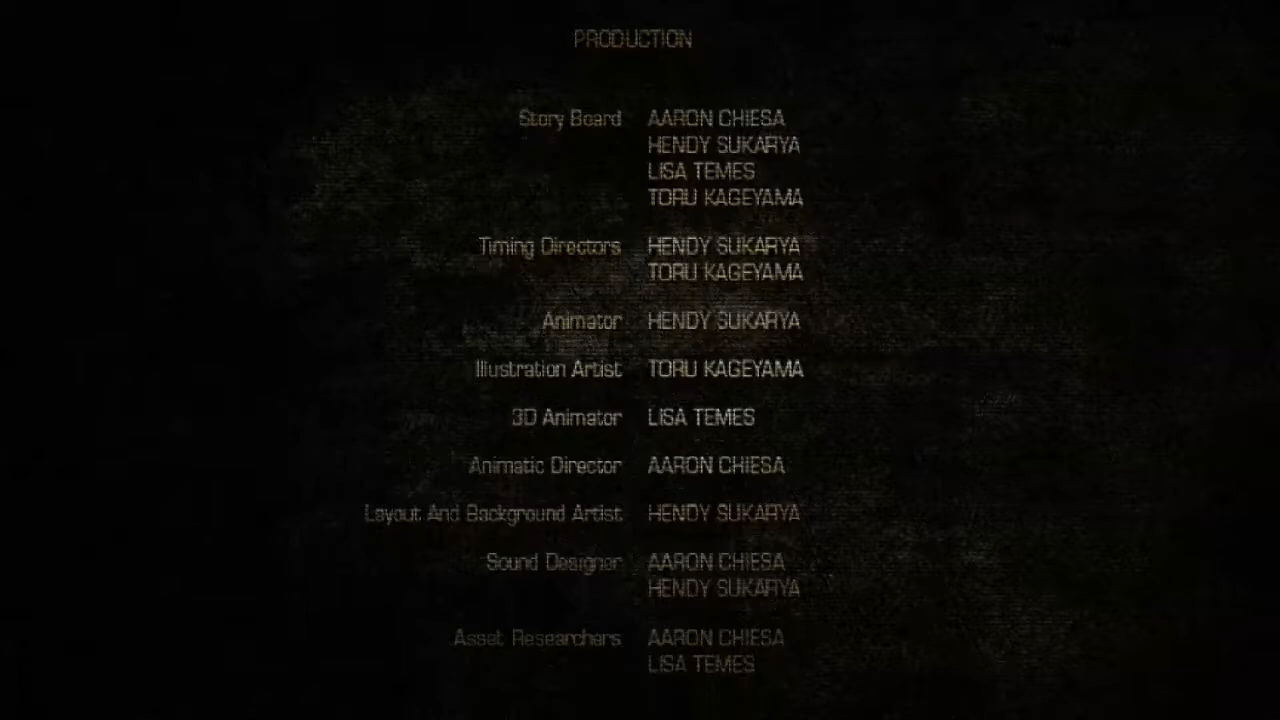 PRODUCTION
Story Board AARON CHIESA
HENDY SUKARYA
LISA TEMES
TORU KAGEYAMA
Timing Directors HENDY SUKARYA
TORU KAGEYAMA
Animator HENDY SUKARYA
Illustration Artist TORU KAGEYAMA
3D Animator LISA TEMES
Animatic Director AARON CHIESA
Layout And Background Artist HENDY SUKARYA
Sound Designer AARON CHIESA
HENDY SUKARYA
Asset Researchers AARON CHIESA
LISA TEMES